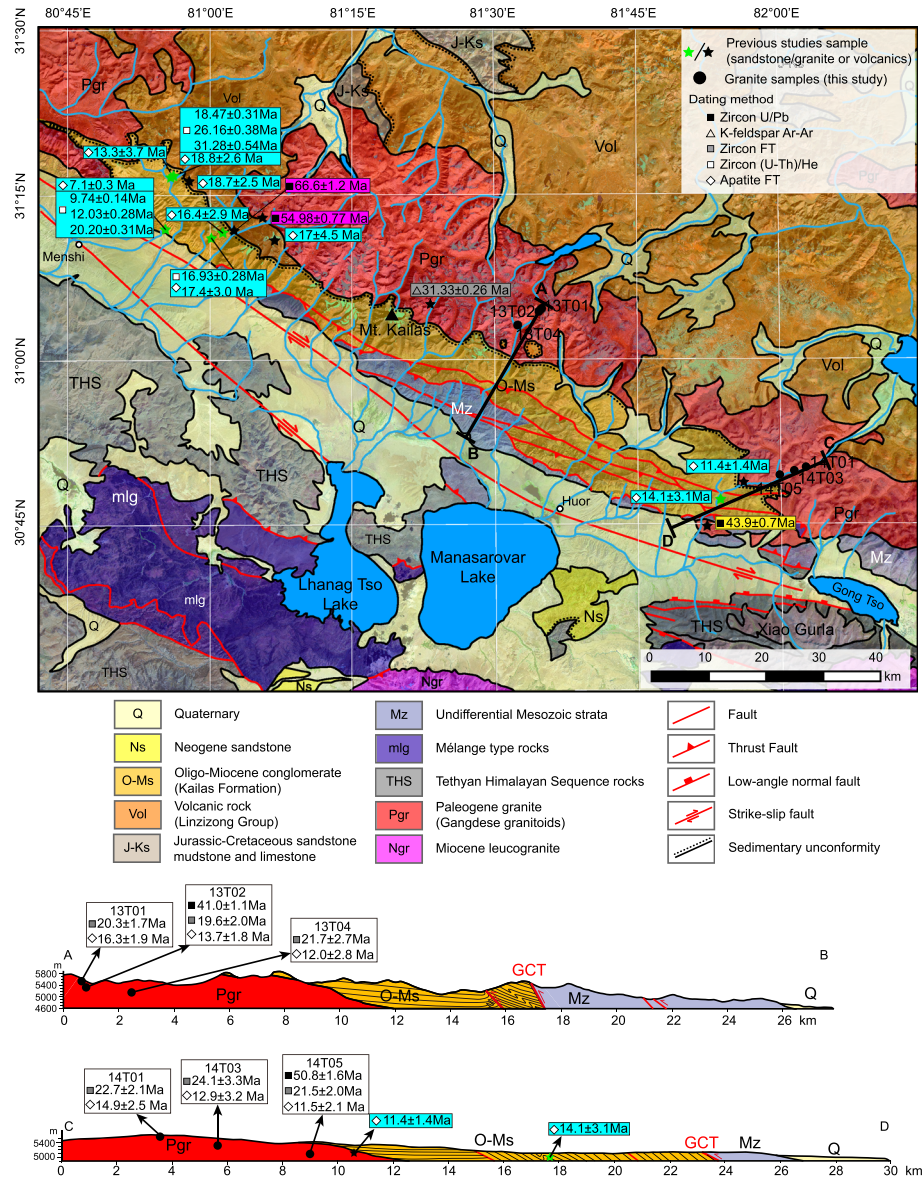 80°45'E 81°00'E 81°15'E 81°30'E 81°45'E 82°00'E
31°30'N
31°15'N
31°00'N
30°45'N
Previous studies sample
(sandstone/granite or volcanics)
Granite samples (this study)
Dating method
Zircon U/Pb
K-feldspar Ar-Ar
Zircon FT
Zircon (U-Th)/He
Apatite FT
Pgr
Vol
J-Ks
J-Ks
Q
Q
Vol
Pgr
18.47±0.31Ma
26.16±0.38Ma
31.28±0.54Ma
18.8±2.6 Ma
13.3±3.7 Ma
18.7±2.5 Ma
66.6±1.2 Ma
7.1±0.3 Ma
9.74±0.14Ma
12.03±0.28Ma
20.20±0.31Ma
16.4±2.9 Ma
54.98±0.77 Ma
17±4.5 Ma
Menshi
16.93±0.28Ma
17.4±3.0 Ma
Pgr
31.33±0.26 Ma
A
13T01
13T02
13T04
Mt. Kailas
Q
Q
Vol
THS
O-Ms
Mz
Q
B
THS
Q
mlg
11.4±1.4Ma
C
14T01
14T03
14T05
14.1±3.1Ma
Huor
Pgr
43.9±0.7Ma
D
Mz
THS
Manasarovar
Lake
Lhanag Tso
Lake
mlg
Gong Tso
Ns
Q
THS
Xiao Gurla
THS
Ns
Ngr
0 10 20 30 40
km
Q Quaternary
Ns Neogene sandstone
O-Ms Oligo-Miocene conglomerate
(Kailas Formation)
Vol Volcanic rock
(Linzizong Group)
J-Ks Jurassic-Cretaceous sandstone
mudstone and limestone
Mz Undifferential Mesozoic strata
mlg Mélange type rocks
THS Tethyan Himalayan Sequence rocks
Pgr Paleogene granite
(Gangdese granitoids)
Ngr Miocene leucogranite
Fault
Thrust Fault
Low-angle normal fault
Strike-slip fault
Sedimentary unconformity
13T01
20.3±1.7Ma
16.3±1.9 Ma
13T02
41.0±1.1Ma
19.6±2.0Ma
13.7±1.8 Ma
13T04
21.7±2.7Ma
12.0±2.8 Ma
A
B
m
5800
5400
5000
4600
Pgr
O-Ms
GCT
Mz
Q
0 2 4 6 8 10 12 14 16 18 20 22 24 26 km
14T01
22.7±2.1Ma
14.9±2.5 Ma
14T03
24.1±3.3Ma
12.9±3.2 Ma
14T05
50.8±1.6Ma
21.5±2.0Ma
11.5±2.1 Ma
11.4±1.4Ma
14.1±3.1Ma
C
D
m
5400
5000
Pgr
O-Ms
GCT
Mz
Q
0 2 4 6 8 10 12 14 16 18 20 22 24 26 28 30 km